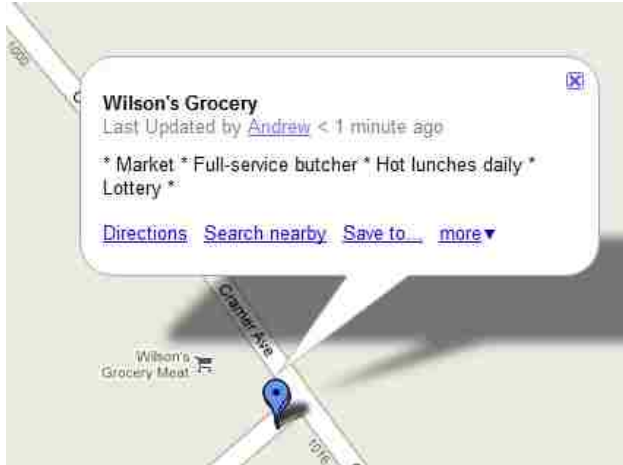 1000
Wilson's Grocery
Last Updated by Andrew < 1 minute ago
* Market * Full-service butcher * Hot lunches daily *
Lottery *
Directions Search nearby Save to... more▼
Cramer Ave
Wilson's
Grocery Meat
1016